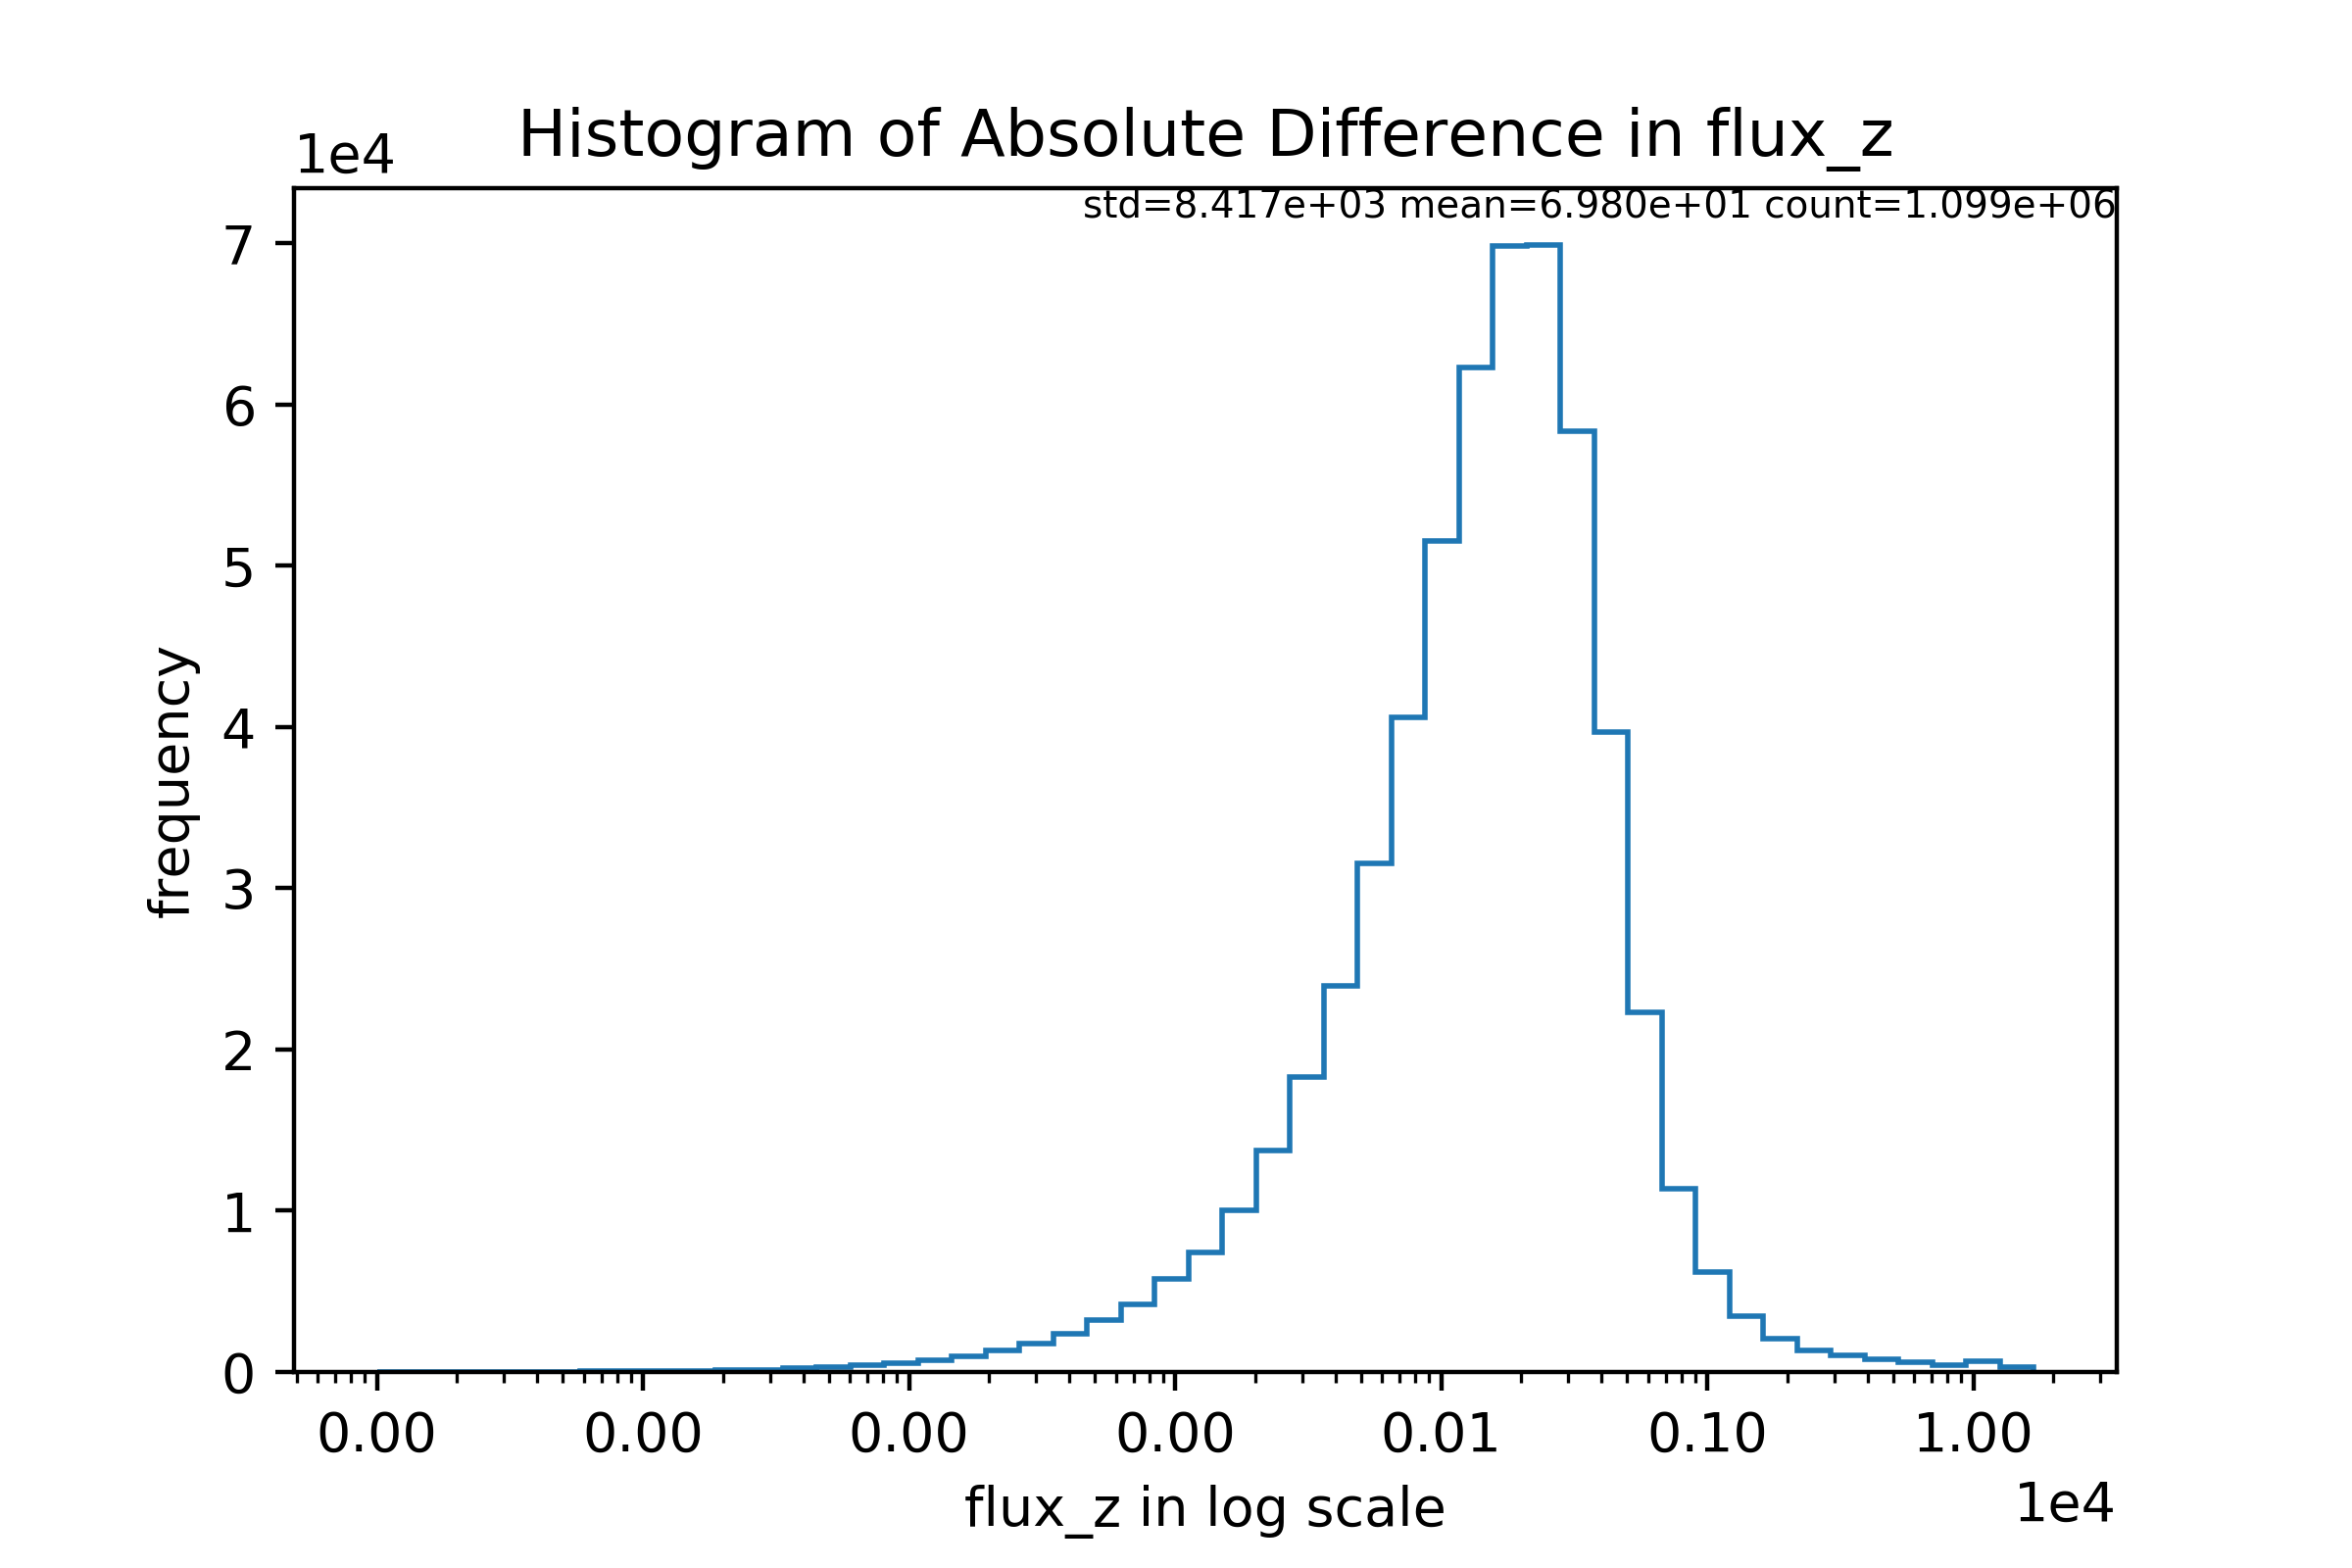 Histogram of Absolute Difference in flux_z
1e4
std=8.417e+03 mean=6.980e+01 count=1.099e+06
7
6
5
4
3
2
1
0
frequency
0.00 0.00 0.00 0.00 0.01 0.10 1.00
flux_z in log scale
1e4